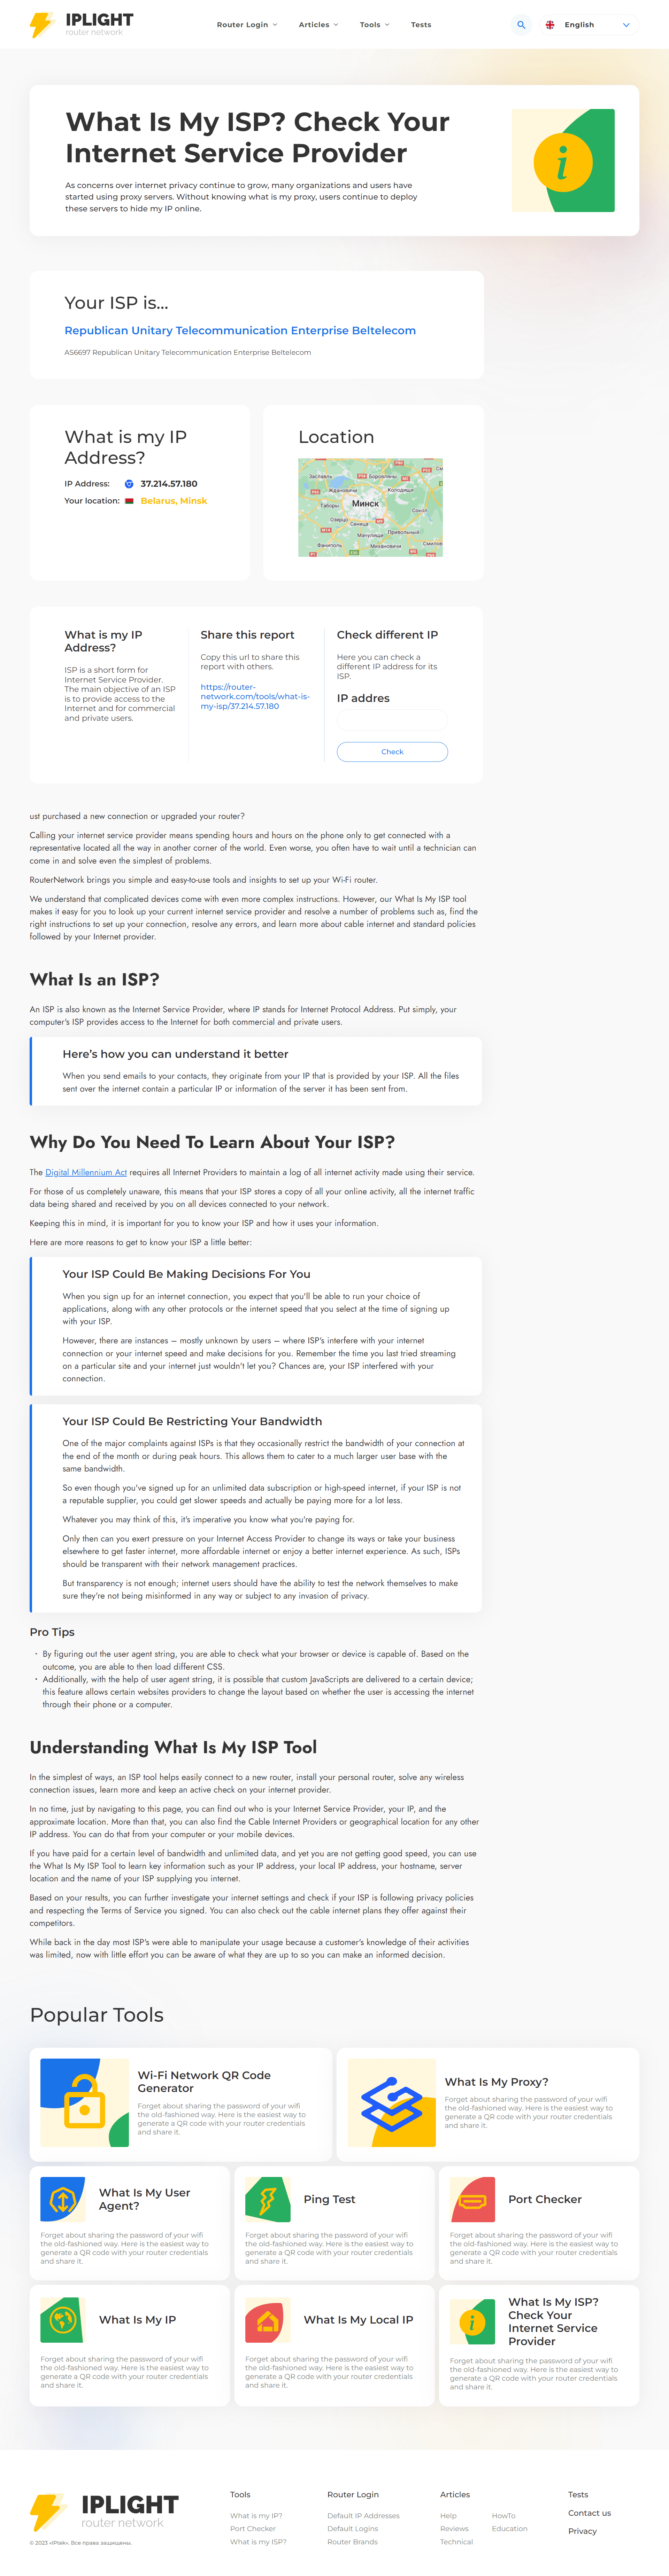 IPLIGHT
router network
Router Login
Articles
Tools
Tests
English
What Is My ISP? Check Your
Internet Service Provider
As concerns over internet privacy continue to grow, many organizations and users have
started using proxy servers. Without knowing what is my proxy, users continue to deploy
these servers to hide my IP online.
i
Your ISP is...
Republican Unitary Telecommunication Enterprise Beltelecom
AS6697 Republican Unitary Telecommunication Enterprise Beltelecom
What is my IP
Address?
IP Address: 37.214.57.180
Your location: Belarus, Minsk
Location
Заславль
Боровляны
Ждановичи
Колодищи
Таборы
Минск
Сокол
Озерцо
Сеница
Мачулищи
Привольный
Фаниполь
Михановичи
Смилов
What is my IP
Address?
ISP is a short form for
Internet Service Provider.
The main objective of an ISP
is to provide access to the
Internet and for commercial
and private users.
Share this report
Copy this url to share this
report with others.
https://router-
network.com/tools/what-is-
my-isp/37.214.57.180
Check different IP
Here you can check a
different IP address for its
ISP.
IP addres
Check
ust purchased a new connection or upgraded your router?
Calling your internet service provider means spending hours and hours on the phone only to get connected with a
representative located all the way in another corner of the world. Even worse, you often have to wait until a technician can
come in and solve even the simplest of problems.
RouterNetwork brings you simple and easy-to-use tools and insights to set up your Wi-Fi router.
We understand that complicated devices come with even more complex instructions. However, our What Is My ISP tool
makes it easy for you to look up your current internet service provider and resolve a number of problems such as, find the
right instructions to set up your connection, resolve any errors, and learn more about cable internet and standard policies
followed by your Internet provider.
What Is an ISP?
An ISP is also known as the Internet Service Provider, where IP stands for Internet Protocol Address. Put simply, your
computer's ISP provides access to the Internet for both commercial and private users.
Here's how you can understand it better
When you send emails to your contacts, they originate from your IP that is provided by your ISP. All the files
sent over the internet contain a particular IP or information of the server it has been sent from.
Why Do You Need To Learn About Your ISP?
The Digital Millennium Act requires all Internet Providers to maintain a log of all internet activity made using their service.
For those of us completely unaware, this means that your ISP stores a copy of all your online activity, all the internet traffic
data being shared and received by you on all devices connected to your network.
Keeping this in mind, it is important for you to know your ISP and how it uses your information.
Here are more reasons to get to know your ISP a little better:
Your ISP Could Be Making Decisions For You
When you sign up for an internet connection, you expect that you'll be able to run your choice of
applications, along with any other protocols or the internet speed that you select at the time of signing up
with your ISP.
However, there are instances – mostly unknown by users – where ISP's interfere with your internet
connection or your internet speed and make decisions for you. Remember the time you last tried streaming
on a particular site and your internet just wouldn't let you? Chances are, your ISP interfered with your
connection.
Your ISP Could Be Restricting Your Bandwidth
One of the major complaints against ISPs is that they occasionally restrict the bandwidth of your connection at
the end of the month or during peak hours. This allows them to cater to a much larger user base with the
same bandwidth.
So even though you've signed up for an unlimited data subscription or high-speed internet, if your ISP is not
a reputable supplier, you could get slower speeds and actually be paying more for a lot less.
Whatever you may think of this, it's imperative you know what you're paying for.
Only then can you exert pressure on your Internet Access Provider to change its ways or take your business
elsewhere to get faster internet, more affordable internet or enjoy a better internet experience. As such, ISPs
should be transparent with their network management practices.
But transparency is not enough; internet users should have the ability to test the network themselves to make
sure they're not being misinformed in any way or subject to any invasion of privacy.
Pro Tips
• By figuring out the user agent string, you are able to check what your browser or device is capable of. Based on the
outcome, you are able to then load different CSS.
• Additionally, with the help of user agent string, it is possible that custom JavaScripts are delivered to a certain device;
this feature allows certain websites providers to change the layout based on whether the user is accessing the internet
through their phone or a computer.
Understanding What Is My ISP Tool
In the simplest of ways, an ISP tool helps easily connect to a new router, install your personal router, solve any wireless
connection issues, learn more and keep an active check on your internet provider.
In no time, just by navigating to this page, you can find out who is your Internet Service Provider, your IP, and the
approximate location. More than that, you can also find the Cable Internet Providers or geographical location for any other
IP address. You can do that from your computer or your mobile devices.
If you have paid for a certain level of bandwidth and unlimited data, and yet you are not getting good speed, you can use
the What Is My ISP Tool to learn key information such as your IP address, your local IP address, your hostname, server
location and the name of your ISP supplying you internet.
Based on your results, you can further investigate your internet settings and check if your ISP is following privacy policies
and respecting the Terms of Service you signed. You can also check out the cable internet plans they offer against their
competitors.
While back in the day most ISP's were able to manipulate your usage because a customer's knowledge of their activities
was limited, now with little effort you can be aware of what they are up to so you can make an informed decision.
Popular Tools
Wi-Fi Network QR Code
Generator
Forget about sharing the password of your wifi
the old-fashioned way. Here is the easiest way to
generate a QR code with your router credentials
and share it.
What Is My Proxy?
Forget about sharing the password of your wifi
the old-fashioned way. Here is the easiest way to
generate a QR code with your router credentials
and share it.
What Is My User
Agent?
Forget about sharing the password of your wifi
the old-fashioned way. Here is the easiest way to
generate a QR code with your router credentials
and share it.
Ping Test
Forget about sharing the password of your wifi
the old-fashioned way. Here is the easiest way to
generate a QR code with your router credentials
and share it.
Port Checker
Forget about sharing the password of your wifi
the old-fashioned way. Here is the easiest way to
generate a QR code with your router credentials
and share it.
What Is My IP
Forget about sharing the password of your wifi
the old-fashioned way. Here is the easiest way to
generate a QR code with your router credentials
and share it.
What Is My Local IP
Forget about sharing the password of your wifi
the old-fashioned way. Here is the easiest way to
generate a QR code with your router credentials
and share it.
i
What Is My ISP?
Check Your
Internet Service
Provider
Forget about sharing the password of your wifi
the old-fashioned way. Here is the easiest way to
generate a QR code with your router credentials
and share it.
IPLIGHT
router network
© 2023 «IPtek». Все права защищены.
Tools
What is my IP?
Port Checker
What is my ISP?
Router Login
Default IP Addresses
Default Logins
Router Brands
Articles
Help
Reviews
Technical
HowTo
Education
Tests
Contact us
Privacy